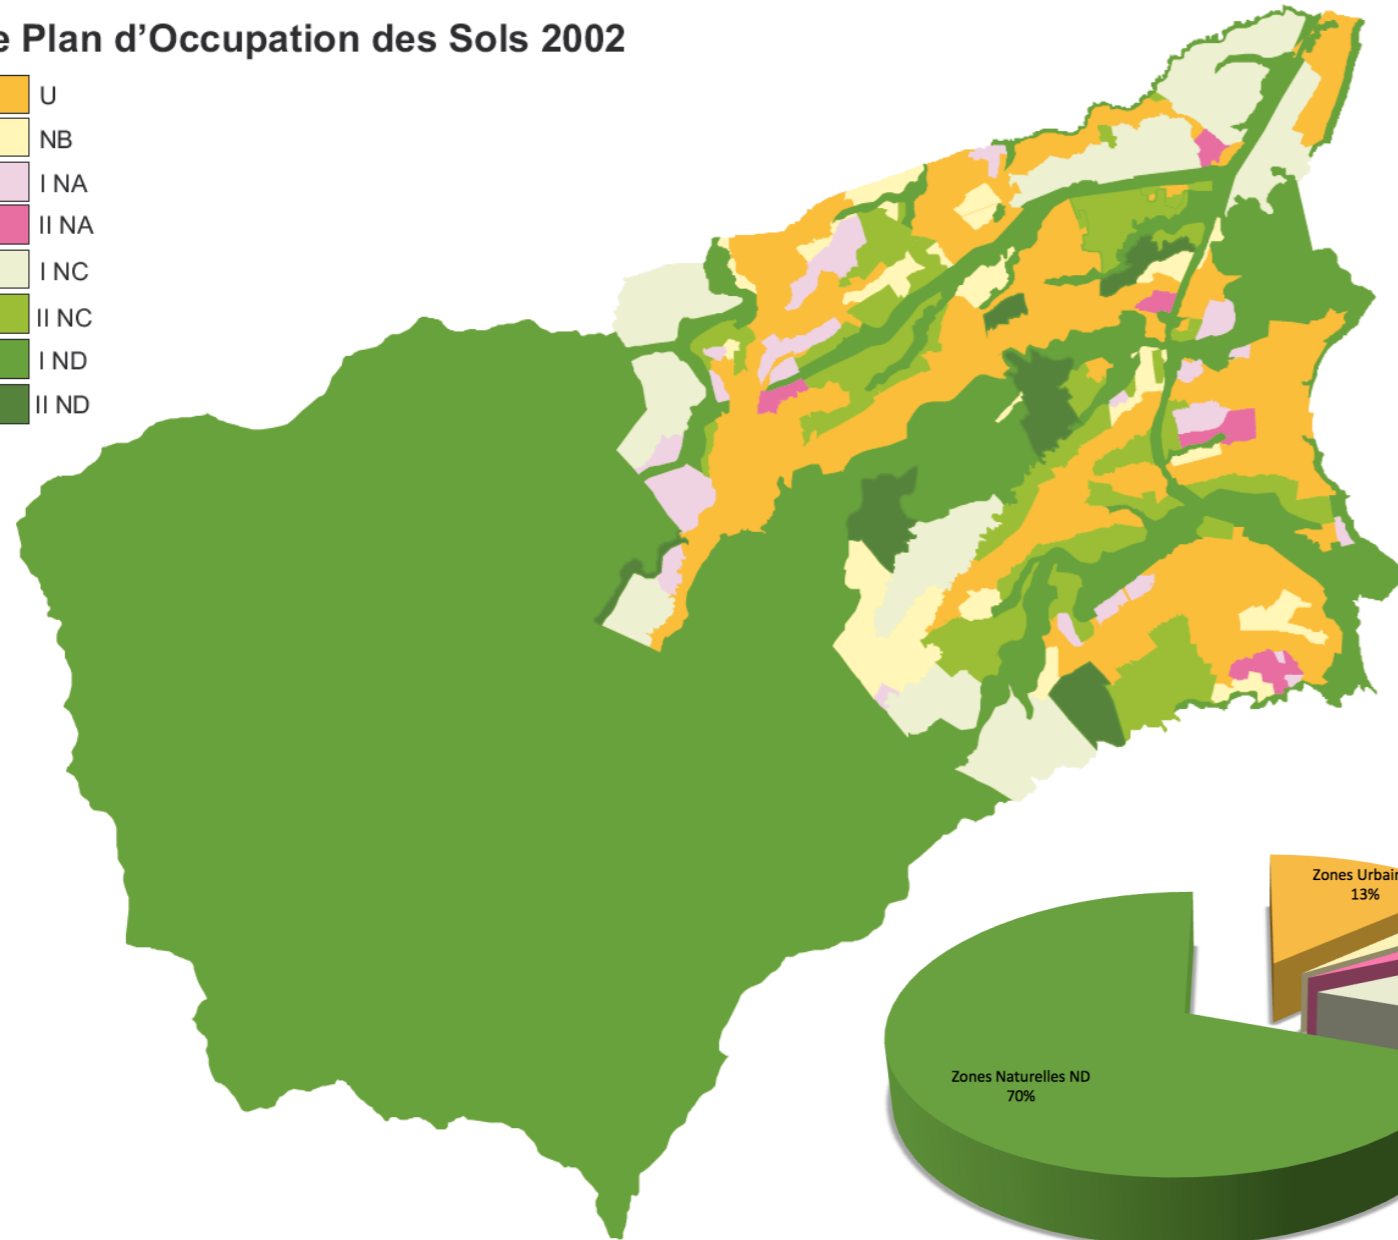 e Plan d’Occupation des Sols 2002
U
NB
I NA
II NA
I NC
II NC
I ND
II ND
Zones Urbain
13%
Zones Naturelles ND
70%